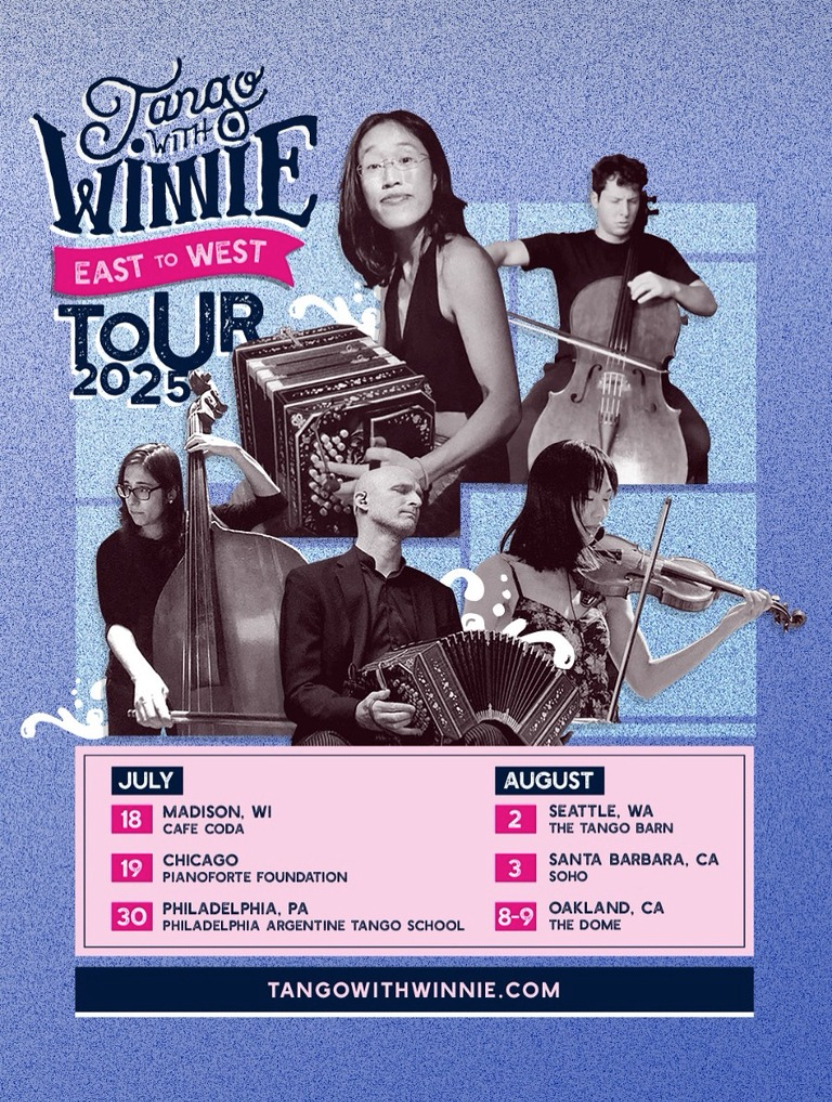 Tango
WITH
WINNIE
EAST TO WEST
TOUR
2025
JULY
18 MADISON, WI
CAFE CODA
19 CHICAGO
PIANOFORTE FOUNDATION
30 PHILADELPHIA, PA
PHILADELPHIA ARGENTINE TANGO SCHOOL
AUGUST
2 SEATTLE, WA
THE TANGO BARN
3 SANTA BARBARA, CA
SOHO
8-9 OAKLAND, CA
THE DOME
TANGOWITHWINNIE.COM